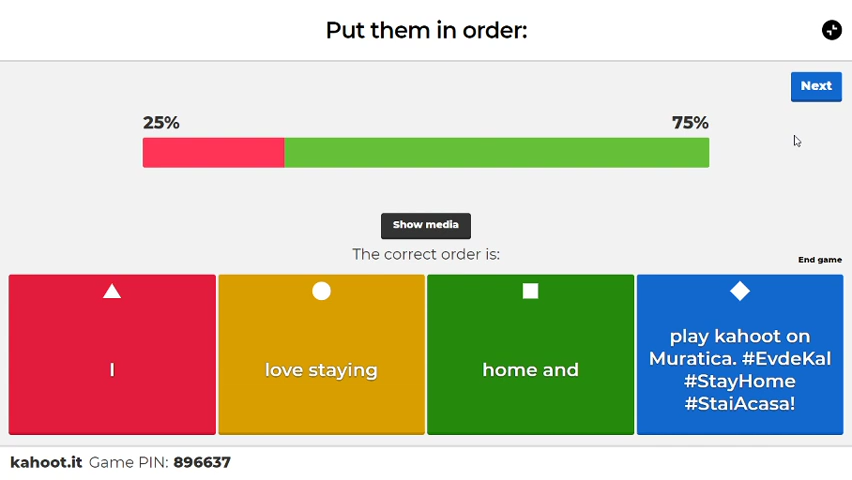 Put them in order:
Next
25%
75%
Show media
The correct order is:
End game
I
love staying
home and
play kahoot on
Muratica. #EvdeKal
#StayHome
#StaiAcasa!
kahoot.it Game PIN: 896637